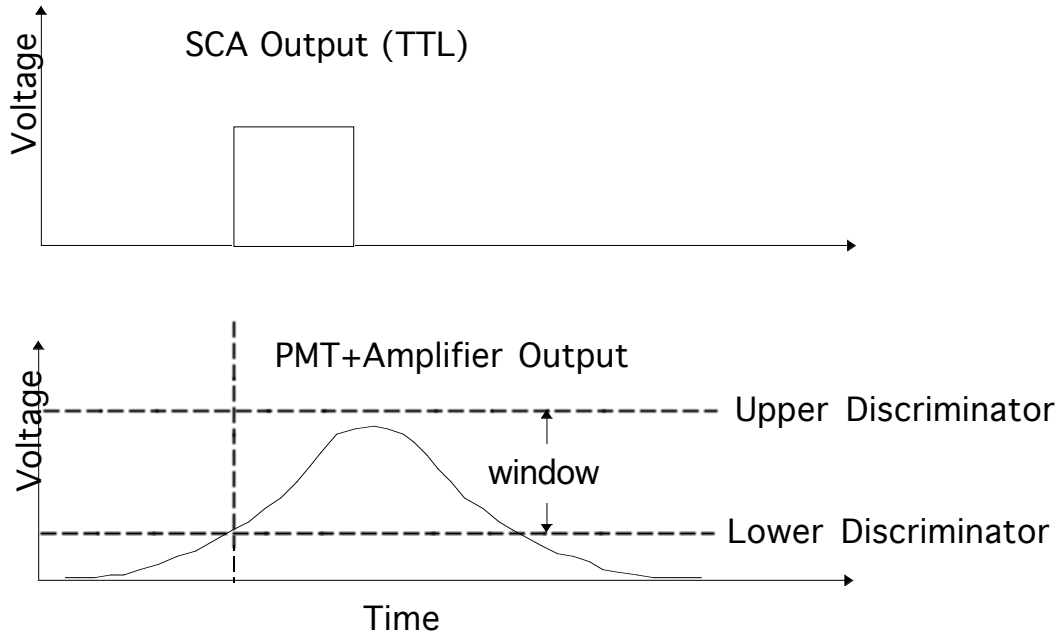 SCA Output (TTL)
Voltage
PMT+Amplifier Output
Voltage
Upper Discriminator
window
Lower Discriminator
Time